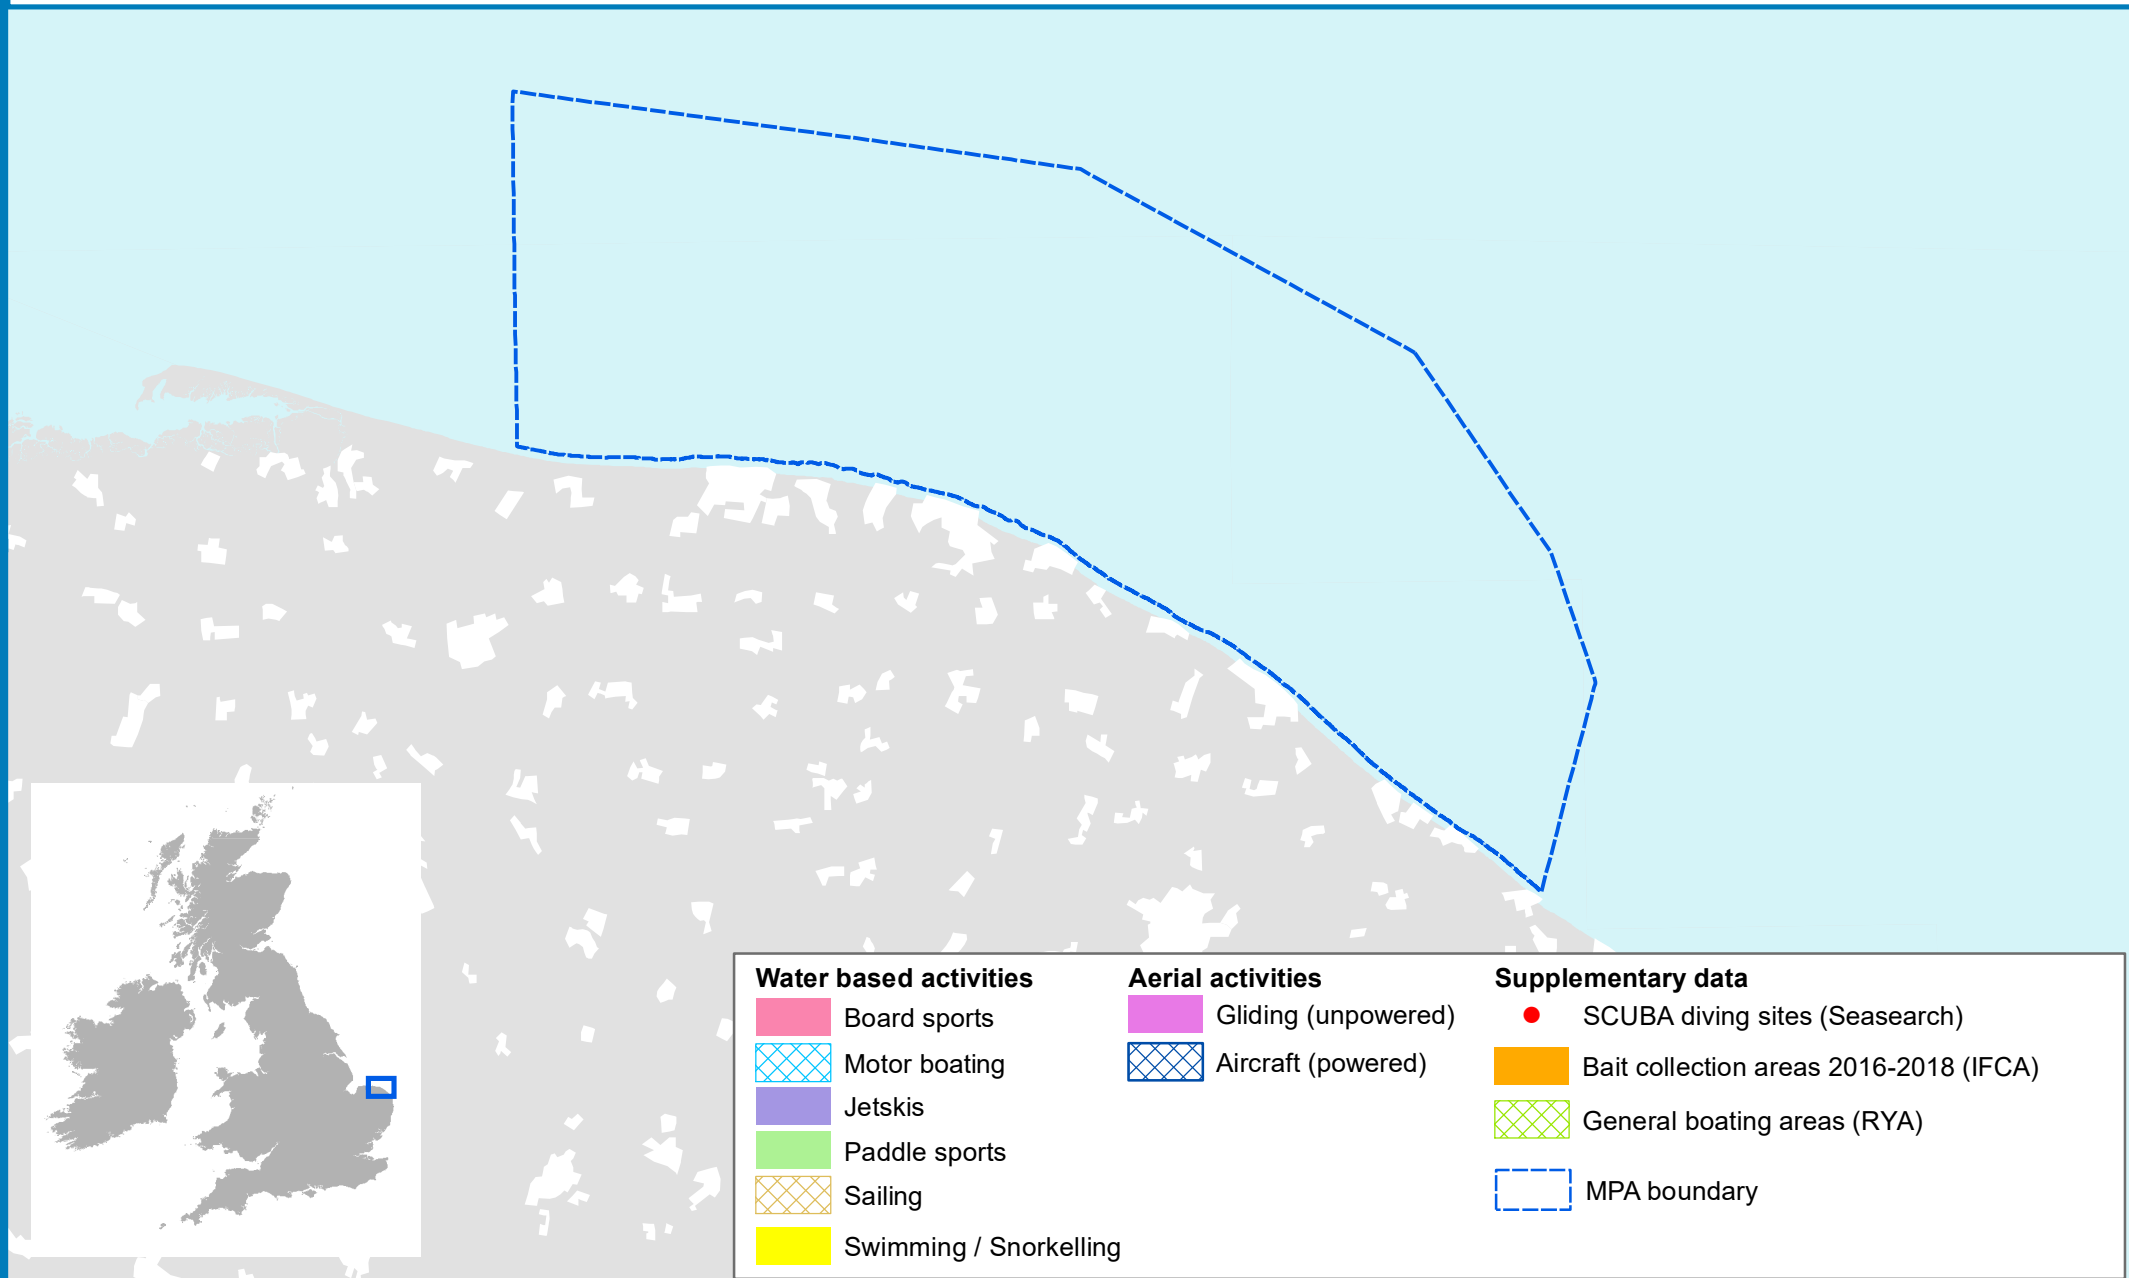 Water based activities
Board sports
Motor boating
Jetskis
Paddle sports
Sailing
Swimming / Snorkelling
Aerial activities
Gliding (unpowered)
Aircraft (powered)
Supplementary data
SCUBA diving sites (Seasearch)
Bait collection areas 2016-2018 (IFCA)
General boating areas (RYA)
MPA boundary